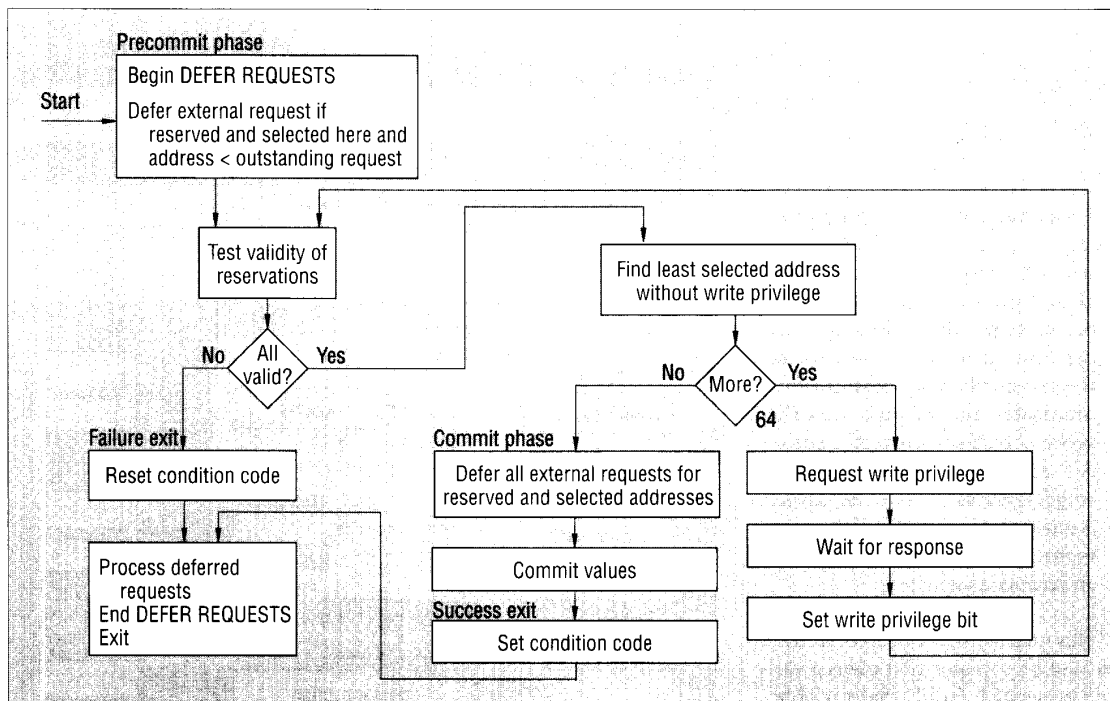 Precommit phase
Begin DEFER REQUESTS
Start
Defer external request if
reserved and selected here and
address < outstanding request
Test validity of
reservations
All
valid?
No
Yes
Find least selected address
without write privilege
More?
No
Yes
64
Failure exit
Reset condition code
Process deferred
requests
End DEFER REQUESTS
Exit
Commit phase
Defer all external requests for
reserved and selected addresses
Commit values
Success exit
Set condition code
Request write privilege
Wait for response
Set write privilege bit